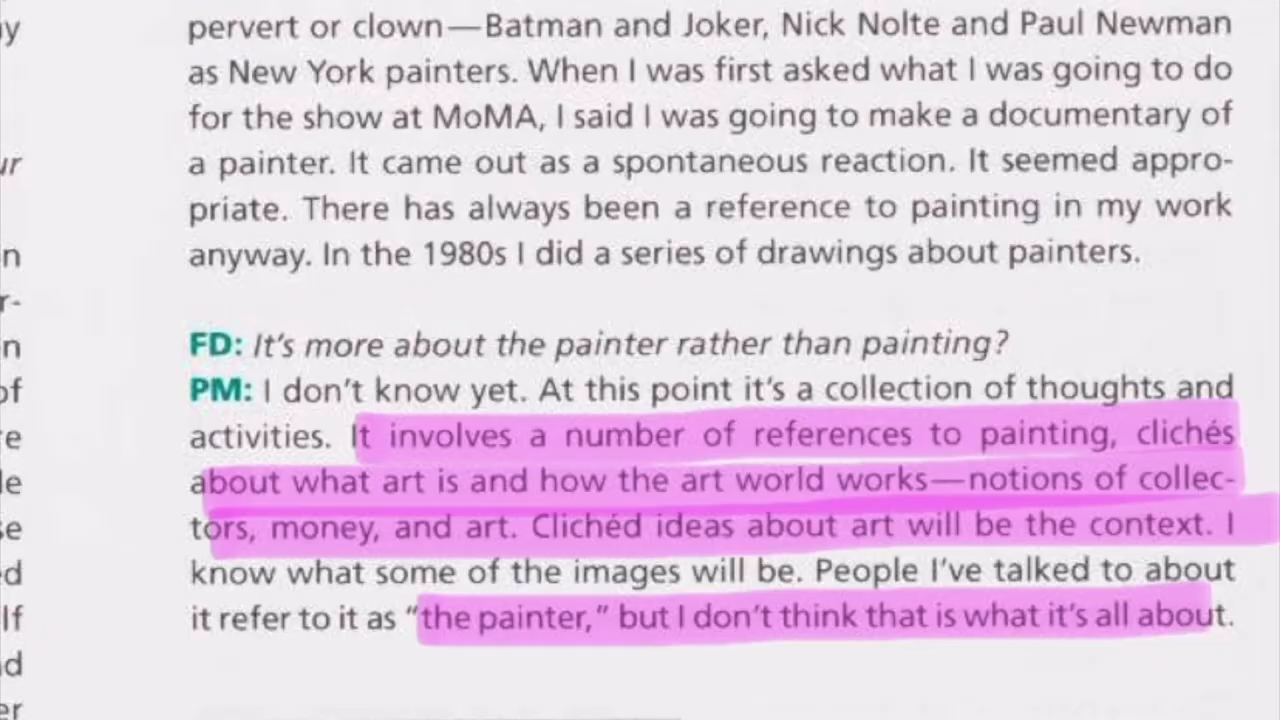 pervert or clown—Batman and Joker, Nick Nolte and Paul Newman
as New York painters. When I was first asked what I was going to do
for the show at MoMA, I said I was going to make a documentary of
a painter. It came out as a spontaneous reaction. It seemed appro-
priate. There has always been a reference to painting in my work
anyway. In the 1980s I did a series of drawings about painters.
FD: It's more about the painter rather than painting?
PM: I don't know yet. At this point it's a collection of thoughts and
activities. It involves a number of references to painting, clichés
about what art is and how the art world works—notions of collec-
tors, money, and art. Clichéd ideas about art will be the context. I
know what some of the images will be. People I've talked to about
it refer to it as “the painter,” but I don't think that is what it's all about.